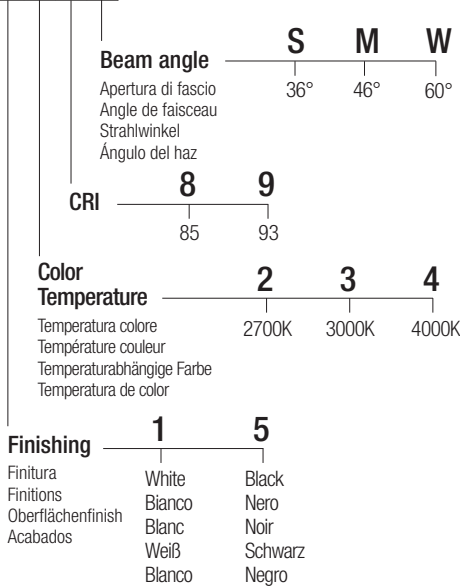 Beam angle
Apertura di fascio
Angle de faisceau
Strahlwinkel
Ángulo del haz
S M W
36° 46° 60°
CRI
8 9
85 93
Color
Temperature
Temperatura colore
Température couleur
Temperaturabhängige Farbe
Temperatura de color
2 3 4
2700K 3000K 4000K
Finishing
Finitura
Finitions
Oberflächenfinish
Acabados
1 5
White Black
Bianco Nero
Blanc Noir
Weiß Schwarz
Blanco Negro